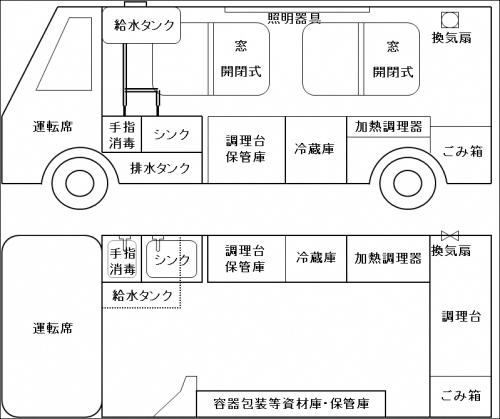 照明器具
給水タンク
換気扇
窓
開閉式
窓
開閉式
運転席
手指
消毒
シンク
調理台
保管庫
冷蔵庫
加熱調理器
ごみ箱
排水タンク
手指
消毒
シンク
調理台
保管庫
冷蔵庫
加熱調理器
換気扇
給水タンク
運転席
調理台
容器包装等資材庫・保管庫
ごみ箱